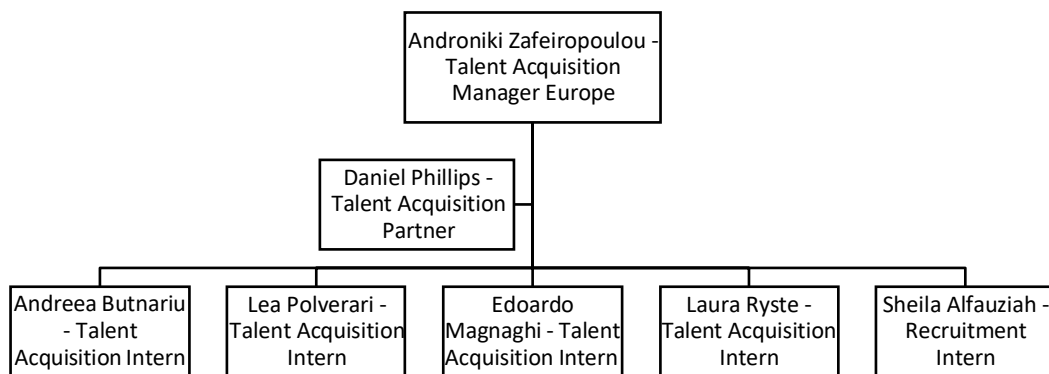 Androniki Zafeiropoulou -
Talent Acquisition
Manager Europe
Daniel Phillips -
Talent Acquisition
Partner
Andreea Butnariu
- Talent
Acquisition Intern
Lea Polverari -
Talent Acquisition
Intern
Edoardo
Magnaghi - Talent
Acquisition Intern
Laura Ryste -
Talent Acquisition
Intern
Sheila Alfauziah -
Recruitment
Intern